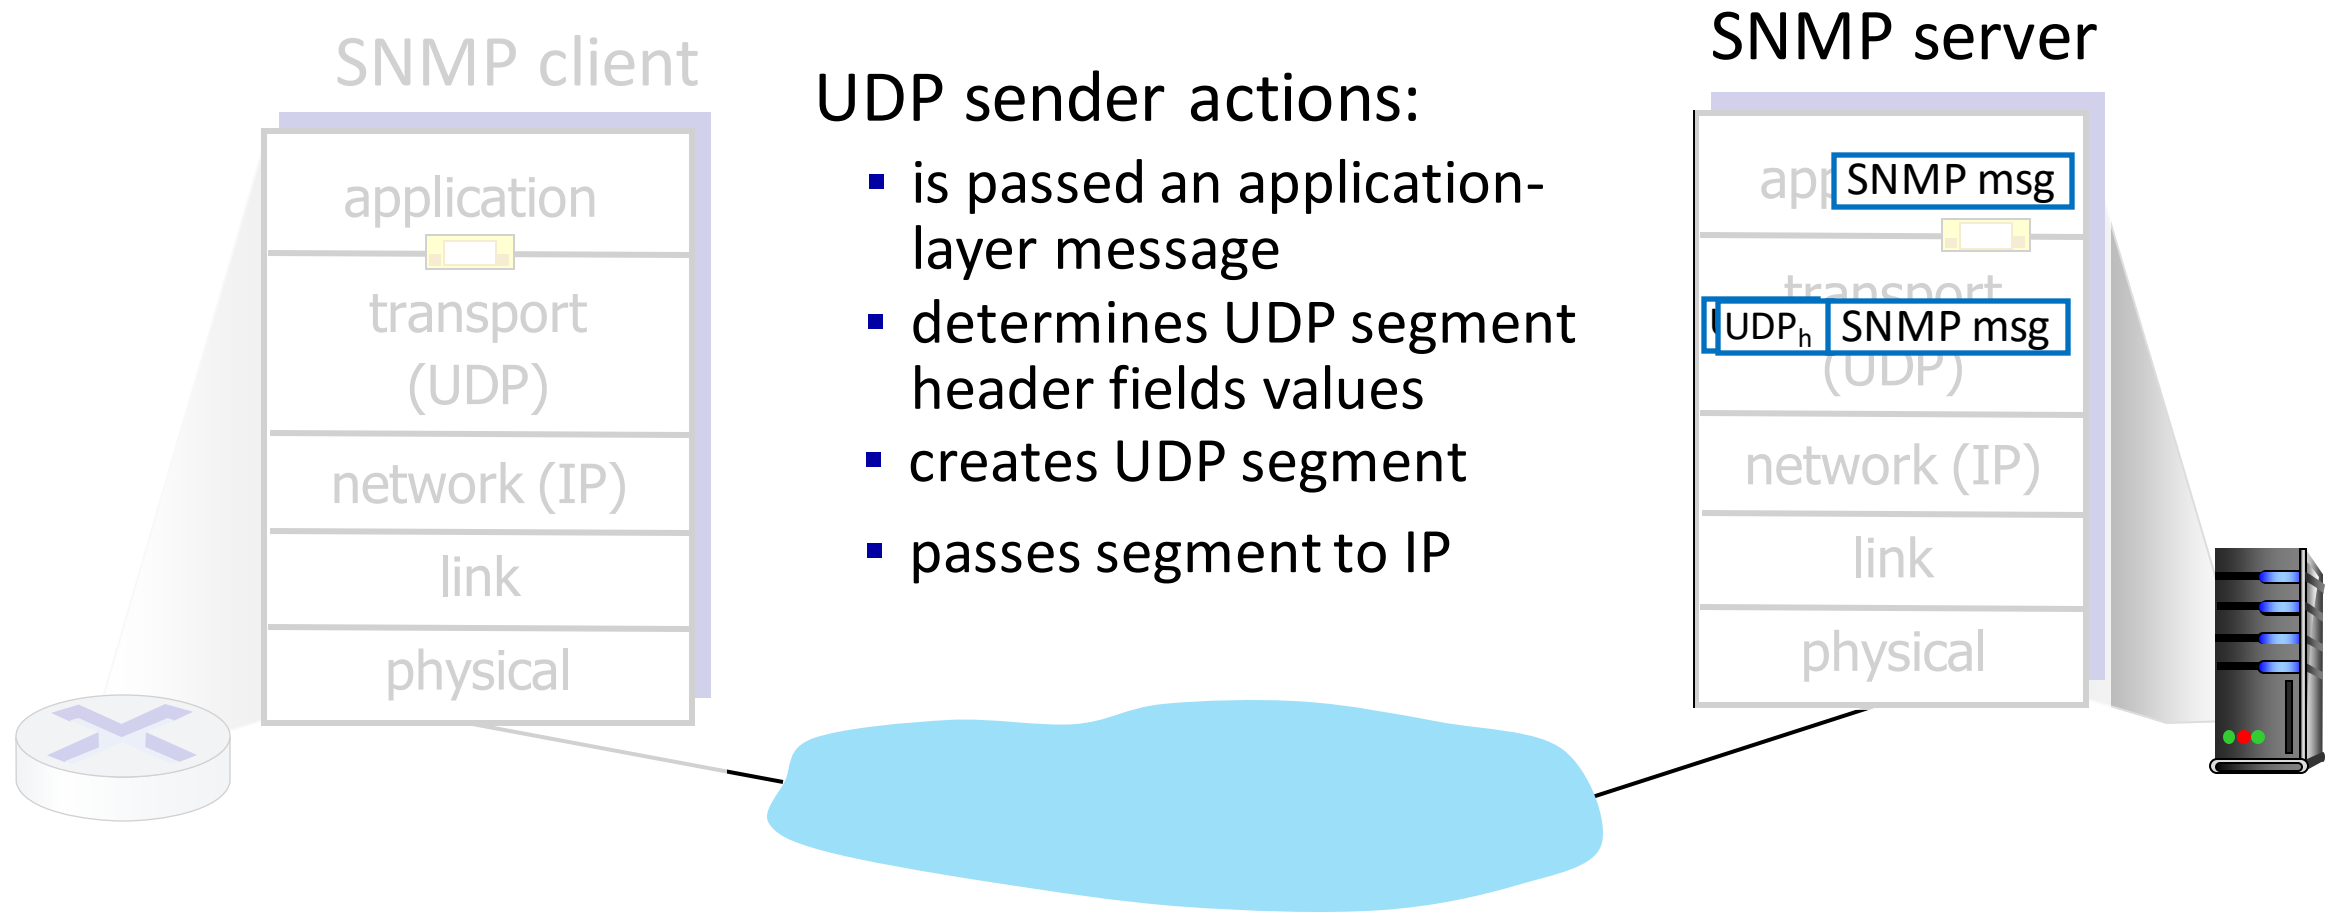 SNMP client
application
transport
(UDP)
network (IP)
link
physical
UDP sender actions:
▪ is passed an application-
layer message
▪ determines UDP segment
header fields values
▪ creates UDP segment
▪ passes segment to IP
SNMP server
SNMP msg
transport
UDPh SNMP msg
(UDP)
network (IP)
link
physical